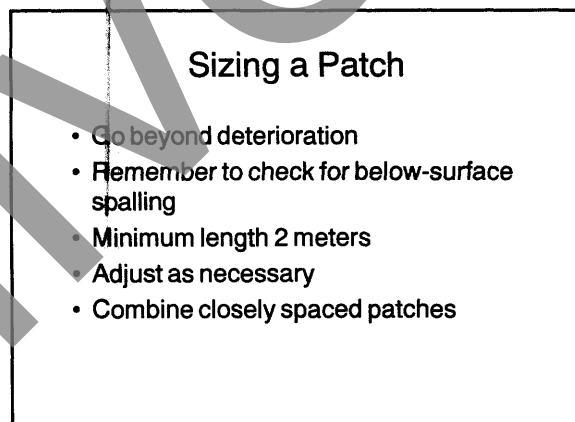 Sizing a Patch
• Go beyond deterioration
• Remember to check for below-surface
spalling
• Minimum length 2 meters
• Adjust as necessary
• Combine closely spaced patches